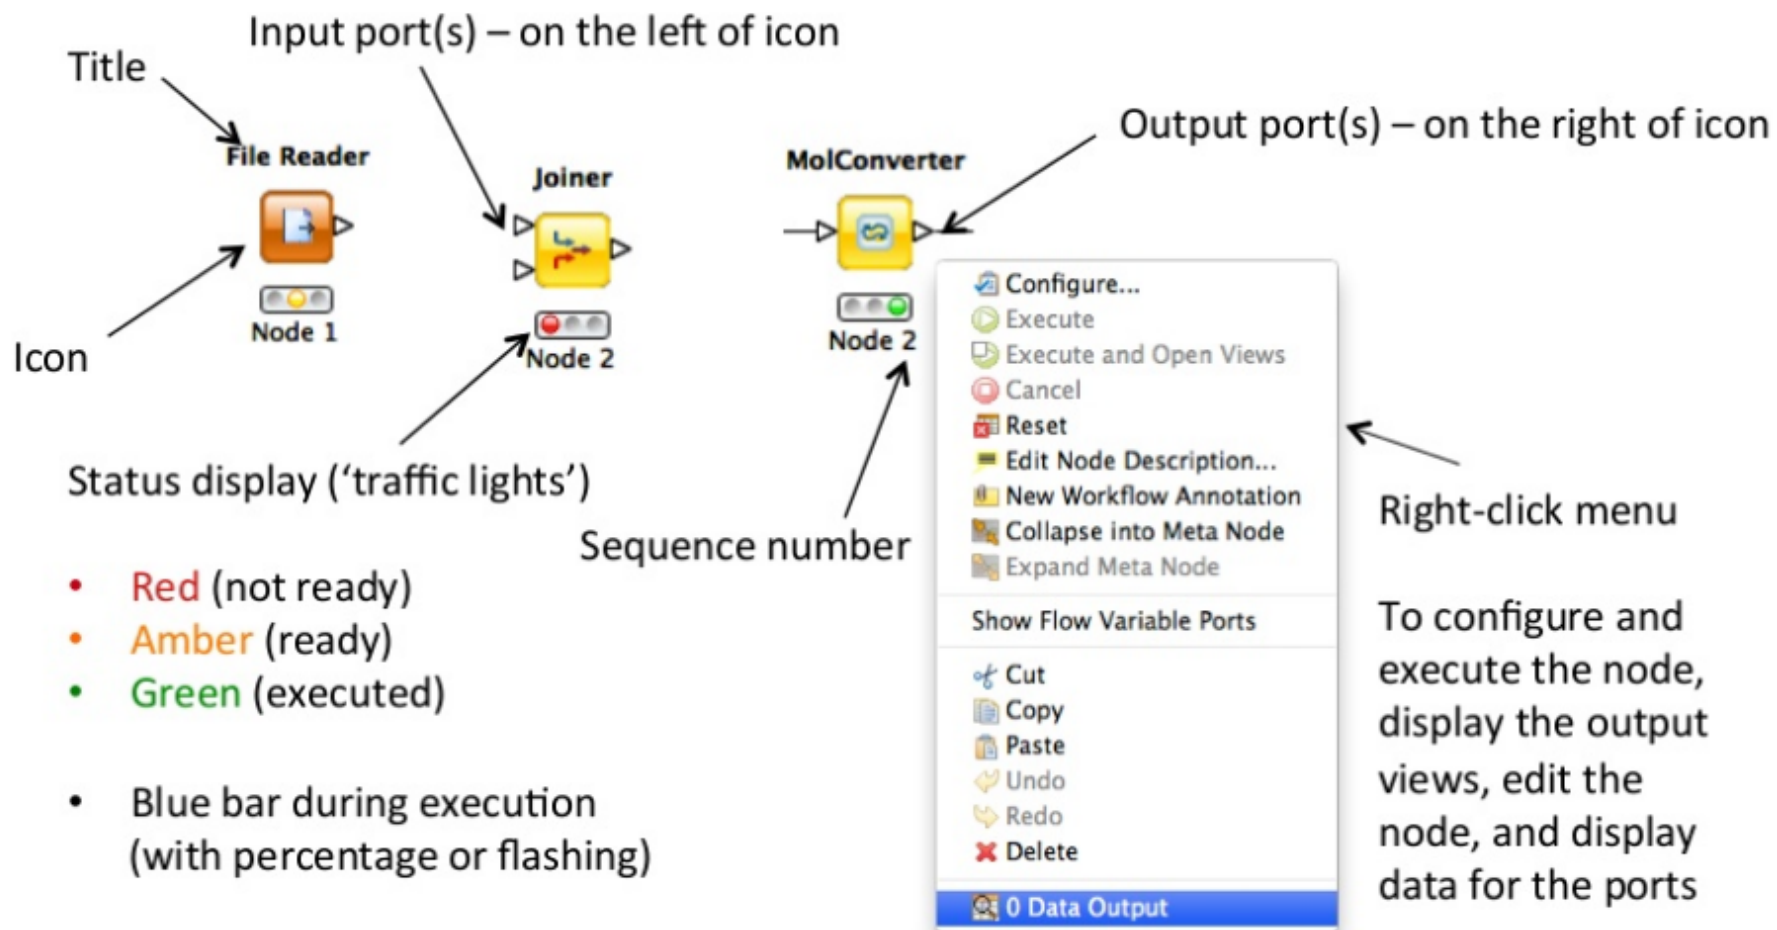 Input port(s) – on the left of icon
Title
Output port(s) – on the right of icon
File Reader
Joiner
MolConverter
Node 1
Node 2
Node 2
Icon
Status display (‘traffic lights’)
Sequence number
• Red (not ready)
• Amber (ready)
• Green (executed)
• Blue bar during execution
(with percentage or flashing)
Configure...
Execute
Execute and Open Views
Cancel
Reset
Edit Node Description...
New Workflow Annotation
Collapse into Meta Node
Expand Meta Node
Show Flow Variable Ports
Cut
Copy
Paste
Undo
Redo
Delete
0 Data Output
Right-click menu
To configure and
execute the node,
display the output
views, edit the
node, and display
data for the ports